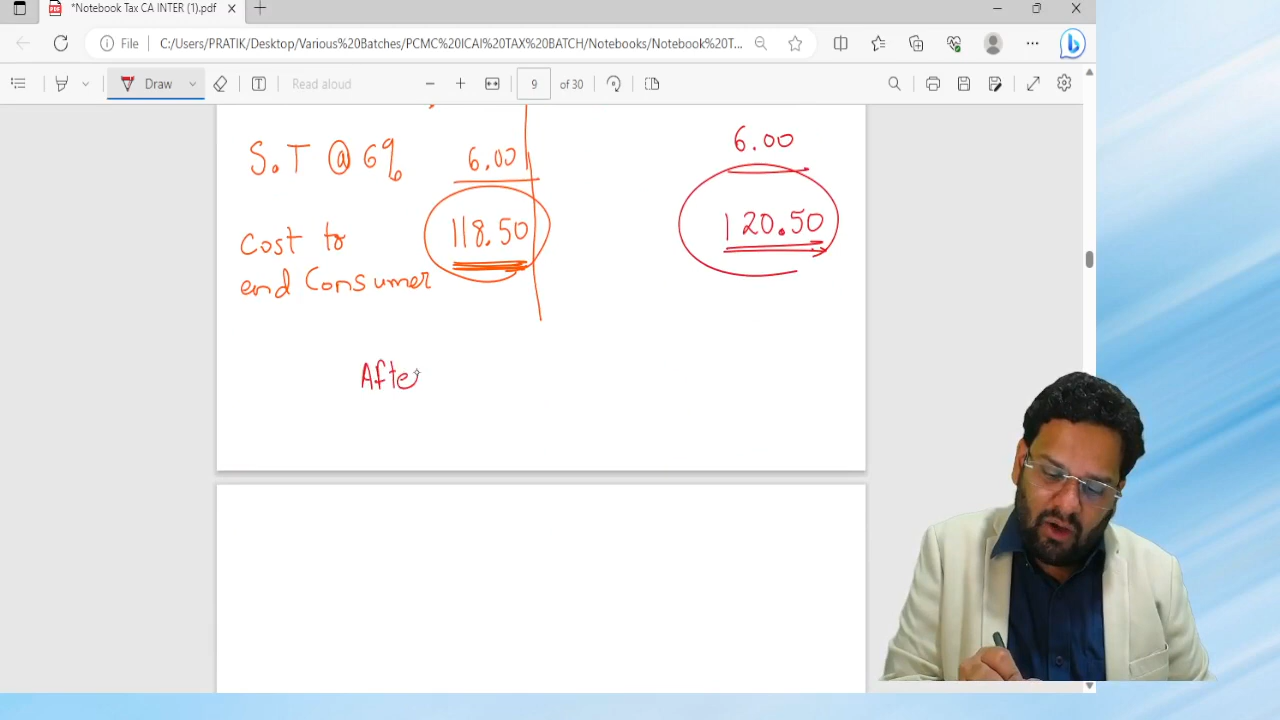 *Notebook Tax CA INTER (1).pdf
File C:/Users/PRATIK/Desktop/Various%20Batches/PCMC%20ICAI%20TAX%20BATCH/Notebooks/Notebook%20T...
Draw Read aloud 9 of 30
S.T @ 6% 6.00 6.00
118.50 120.50
Cost to
end Consumer
Afte